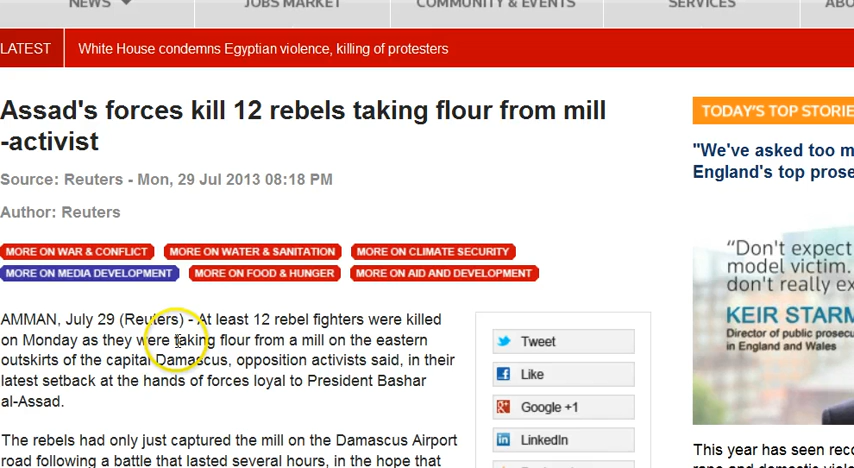 NEWS
JOBS MARKET
COMMUNITY & EVENTS
SERVICES
LATEST
White House condemns Egyptian violence, killing of protesters
Assad's forces kill 12 rebels taking flour from mill
-activist
Source: Reuters - Mon, 29 Jul 2013 08:18 PM
Author: Reuters
MORE ON WAR & CONFLICT
MORE ON WATER & SANITATION
MORE ON CLIMATE SECURITY
MORE ON MEDIA DEVELOPMENT
MORE ON FOOD & HUNGER
MORE ON AID AND DEVELOPMENT
AMMAN, July 29 (Reuters) - At least 12 rebel fighters were killed
on Monday as they were taking flour from a mill on the eastern
outskirts of the capital Damascus, opposition activists said, in their
latest setback at the hands of forces loyal to President Bashar
al-Assad.
The rebels had only just captured the mill on the Damascus Airport
road following a battle that lasted several hours, in the hope that
Tweet
Like
Google +1
LinkedIn
TODAY'S TOP STORIE
"We've asked too m
England's top prose
“Don't expect
model victim.
don't really ex
KEIR STARM
Director of public prosecu
in England and Wales
This year has seen reco